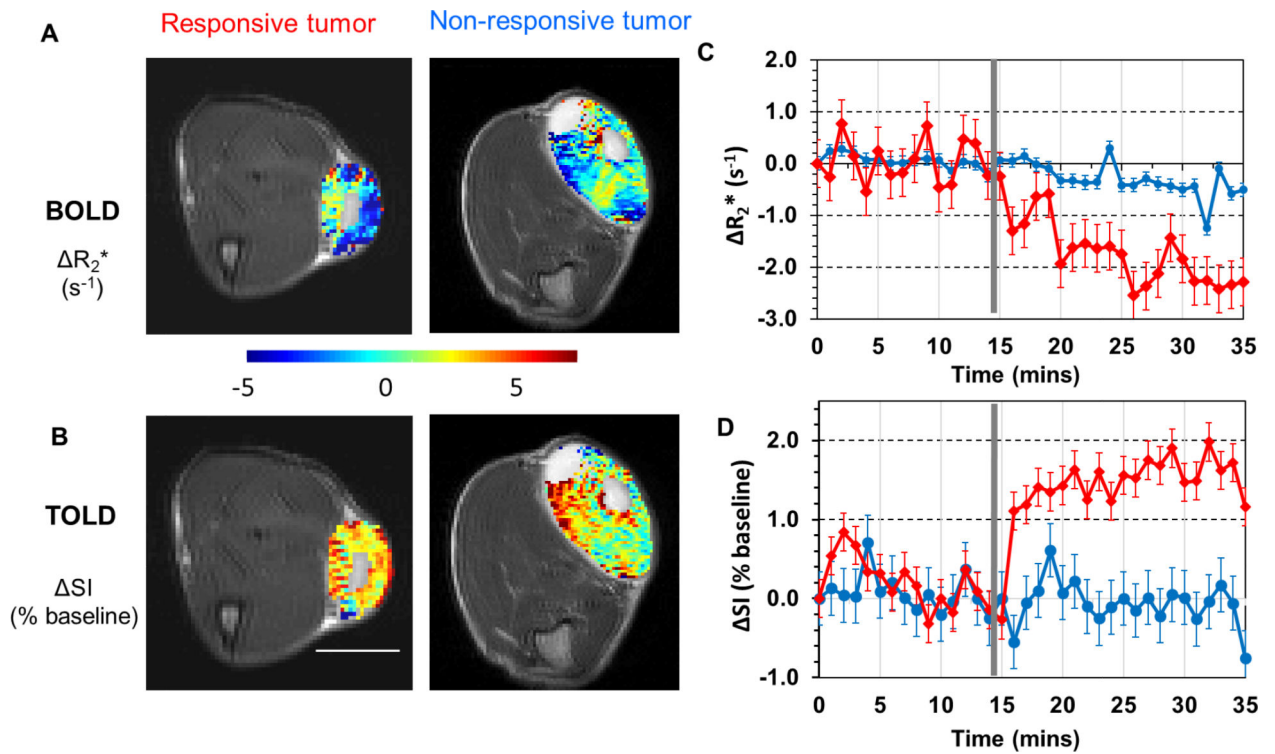 A
Responsive tumor
Non-responsive tumor
BOLD
ΔR₂*
(s⁻¹)
-5
0
5
B
TOLD
ΔSI
(% baseline)
C
2.0
1.0
0.0
-1.0
-2.0
-3.0
ΔR₂* (s⁻¹)
0
5
10
15
20
25
30
35
Time (mins)
D
2.0
1.0
0.0
-1.0
ΔSI (% baseline)
0
5
10
15
20
25
30
35
Time (mins)